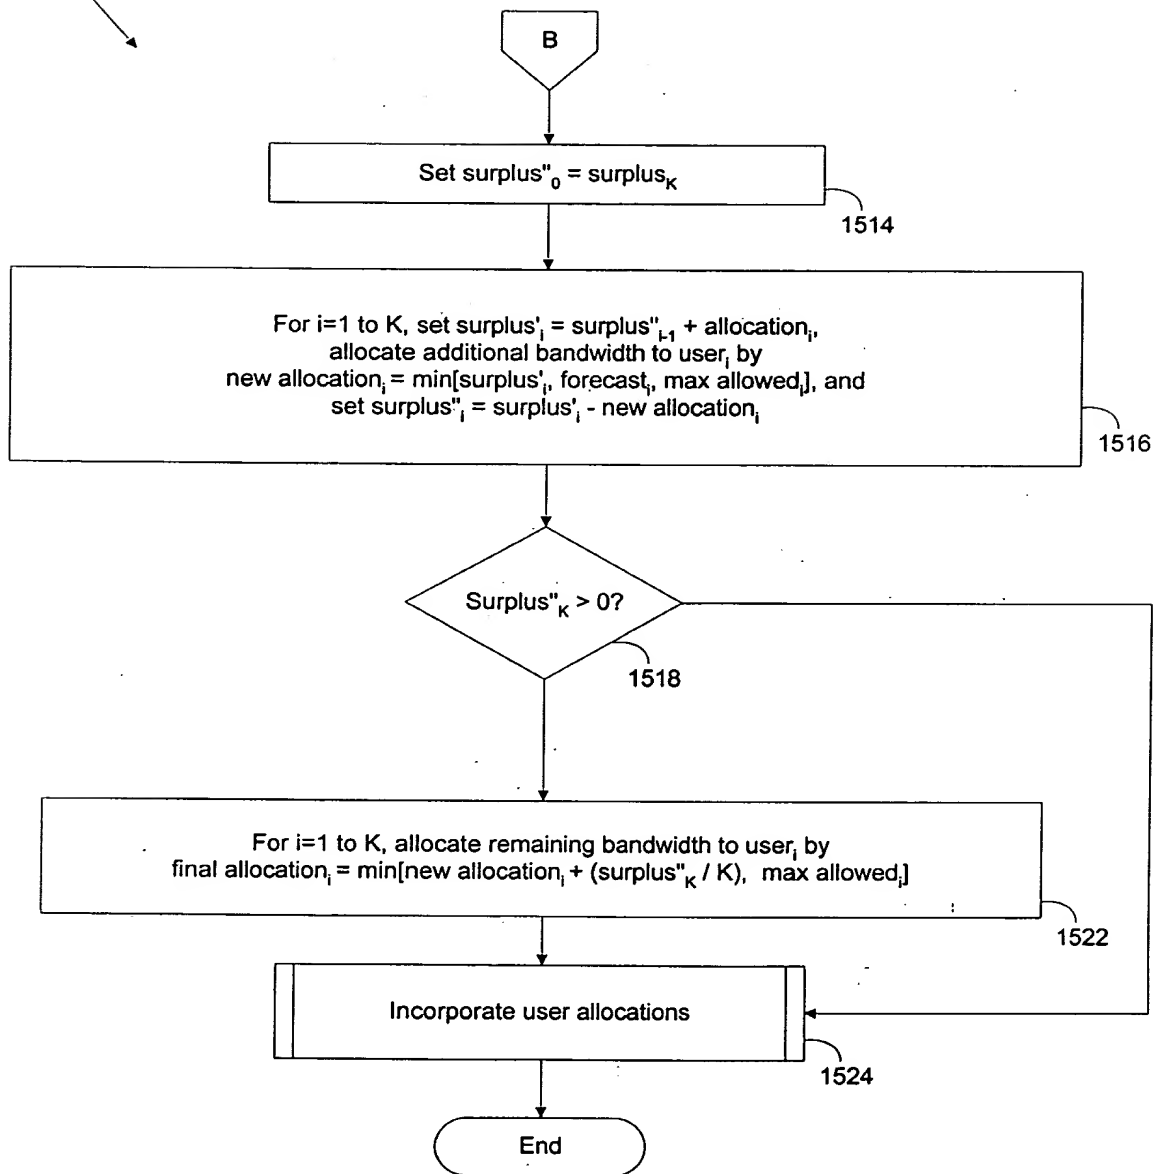 B
Set surplus"₀ = surplusK
1514
For i=1 to K, set surplus'ᵢ = surplus"ᵢ₋₁ + allocationᵢ,
allocate additional bandwidth to userᵢ by
new allocationᵢ = min[surplus'ᵢ, forecastᵢ, max allowedᵢ], and
set surplus"ᵢ = surplus'ᵢ - new allocationᵢ
1516
Surplus"K > 0?
1518
For i=1 to K, allocate remaining bandwidth to userᵢ by
final allocationᵢ = min[new allocationᵢ + (surplus"K / K), max allowedᵢ]
1522
Incorporate user allocations
1524
End